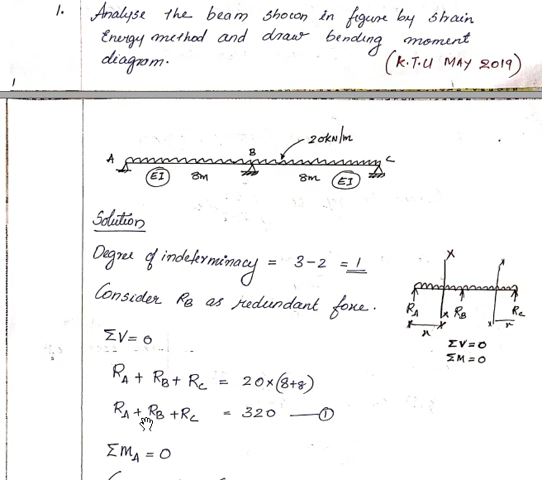 1. Analyse the beam shown in figure by strain
Energy method and draw bending moment
diagram.
(K.T.U MAY 2019)
20kN/m
A B C
EI 8m 8m EI
Solution
Degree of indeterminacy = 3-2 = 1
Consider RB as redundant force.
x x
RA RB RC
x x x x
ΣV=0
ΣM=0
ΣV=0
RA + RB + RC = 20×(8+8)
RA + RB + RC = 320 —①
ΣMA = 0